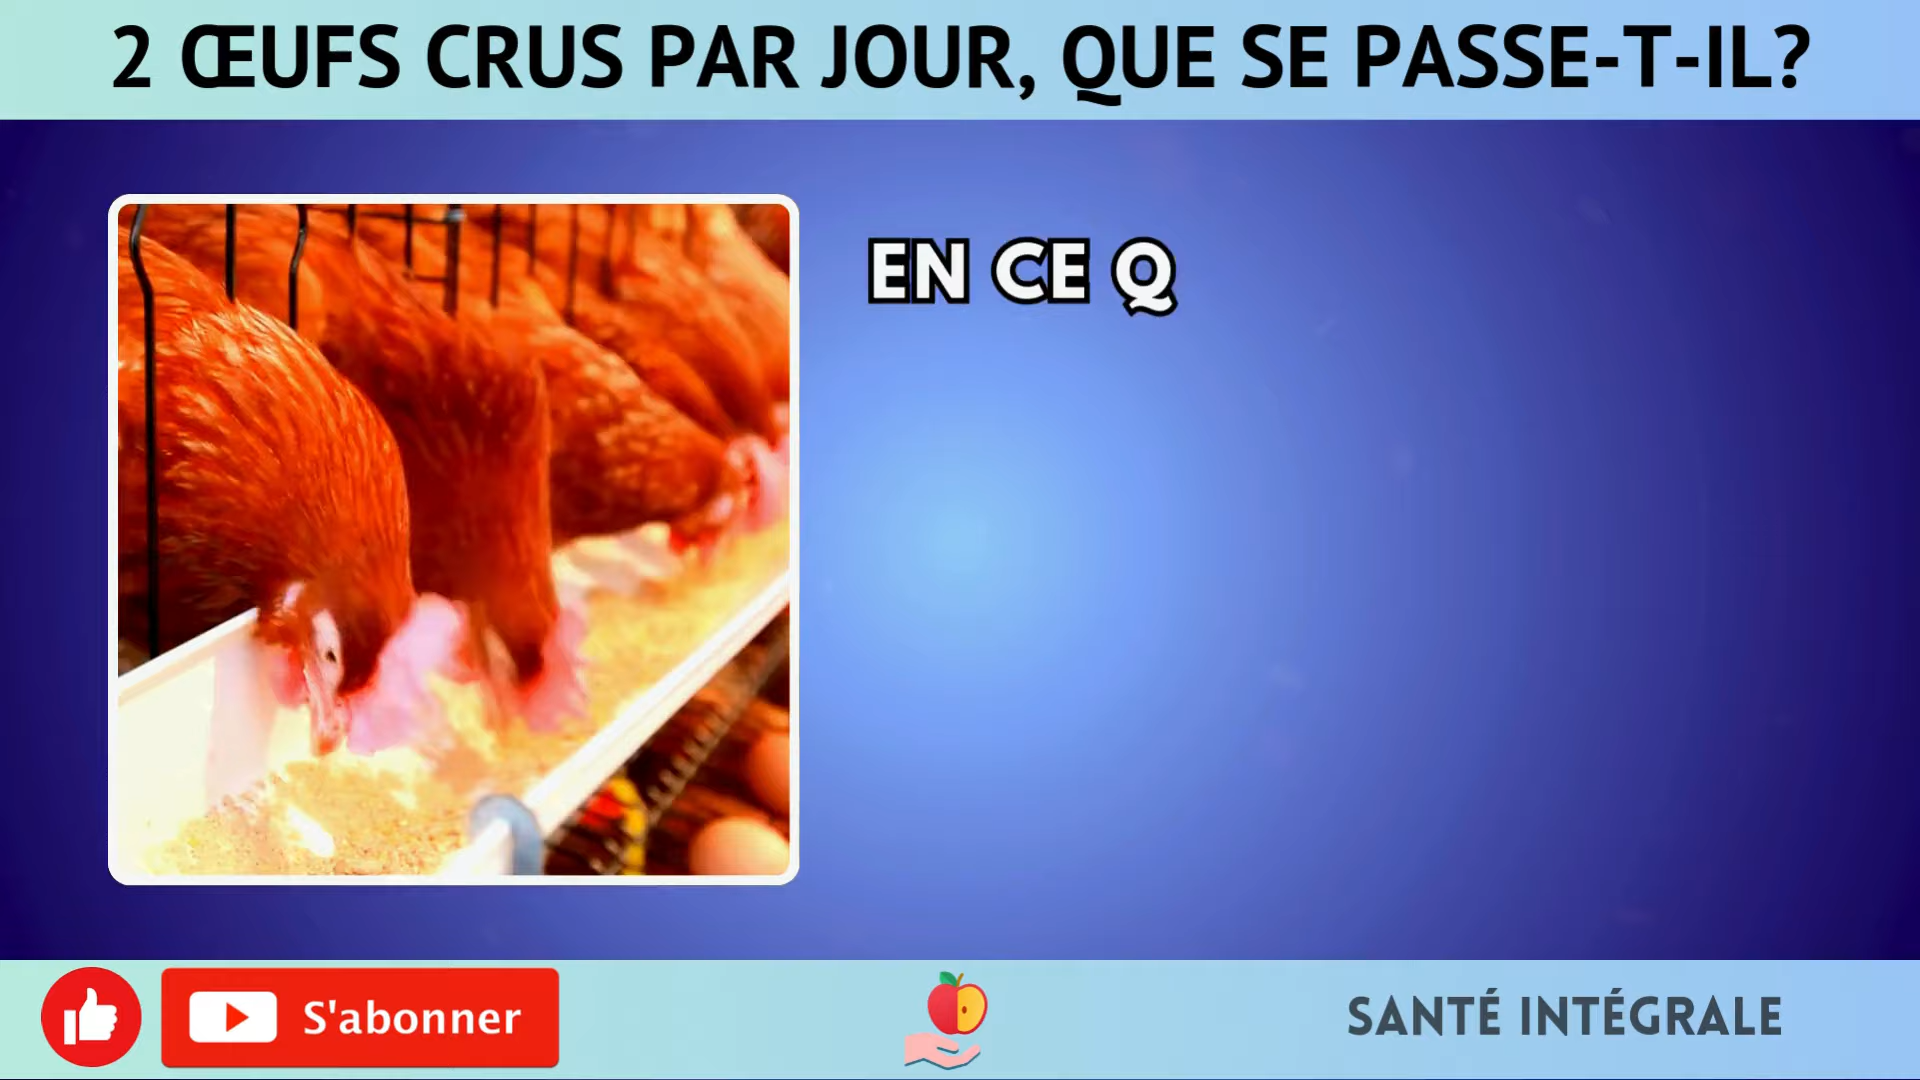 2 ŒUFS CRUS PAR JOUR, QUE SE PASSE-T-IL?
EN CE Q
S'abonner
SANTÉ INTÉGRALE